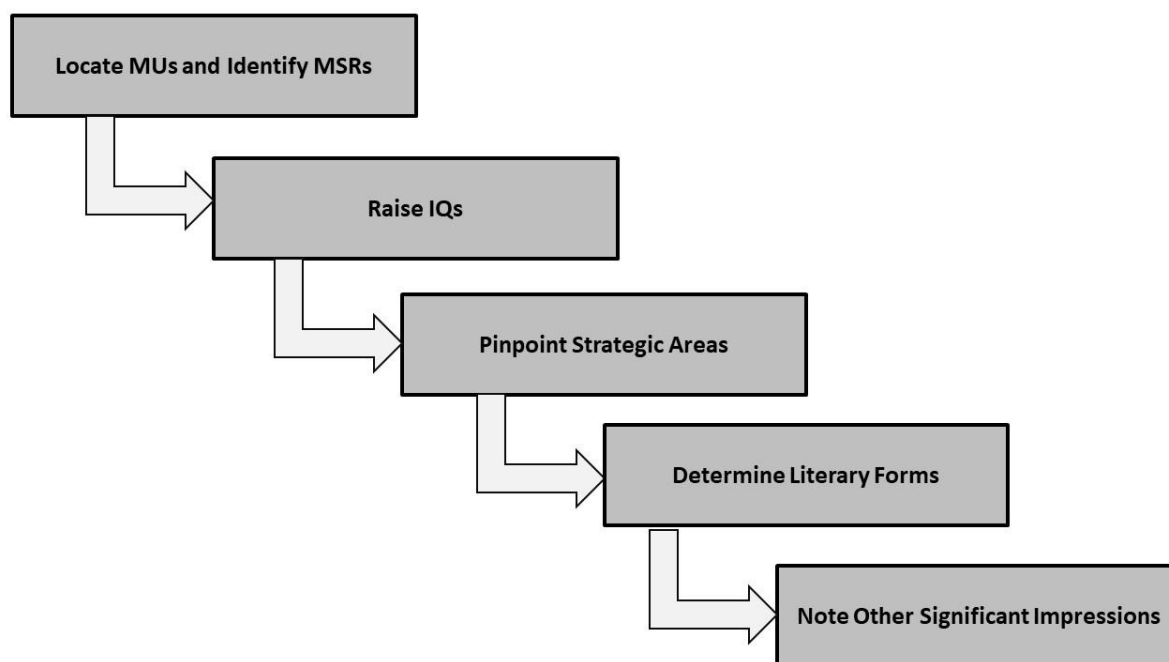 Locate MUs and Identify MSRs
Raise IQs
Pinpoint Strategic Areas
Determine Literary Forms
Note Other Significant Impressions